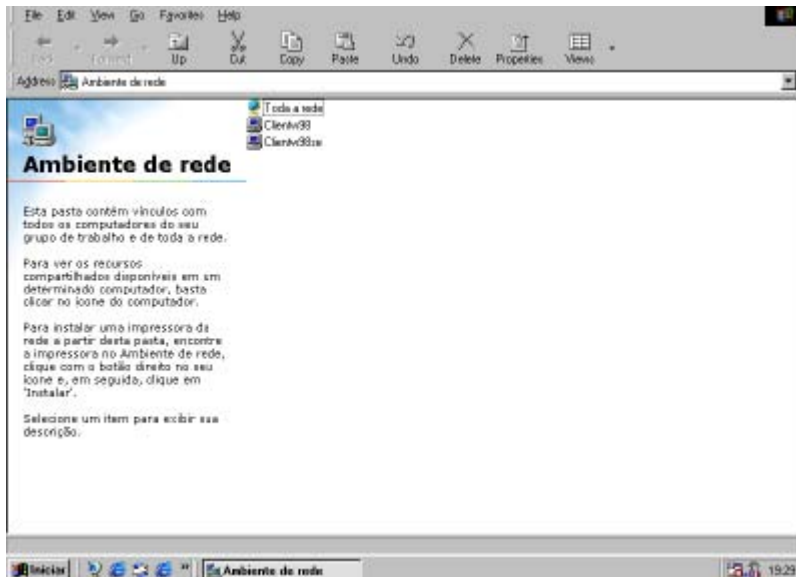 File Edit View Go Favorites Help
Back Forward Up Cut Copy Paste Undo Delete Properties Views
Address Ambiente de rede
Toda a rede
Clientw98
Clientw98se
Ambiente de rede
Esta pasta contém vínculos com
todos os computadores do seu
grupo de trabalho e de toda a rede.
Para ver os recursos
compartilhados disponíveis em um
determinado computador, basta
clicar no ícone do computador.
Para instalar uma impressora da
rede a partir desta pasta, encontre
a impressora no Ambiente de rede,
clique com o botão direito no seu
ícone e, em seguida, clique em
'Instalar'.
Selecione um item para exibir sua
descrição.
Iniciar Ambiente de rede 19:29